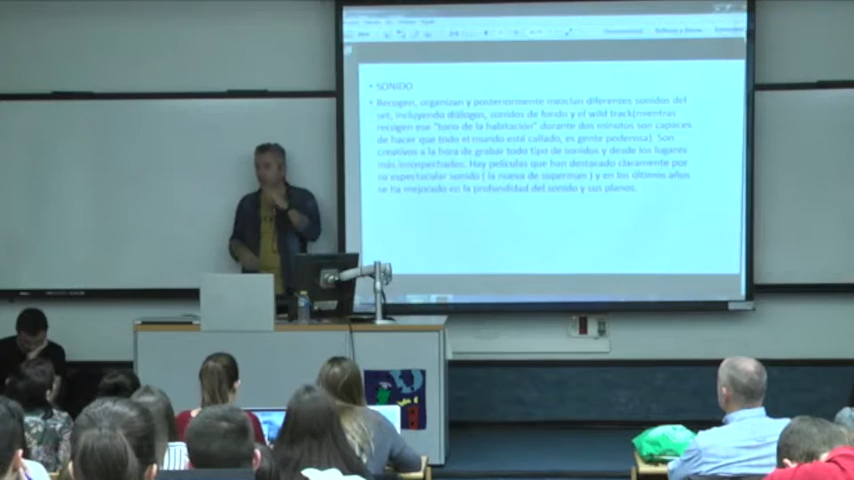 • SONIDO
• Recogen, organizan y posteriormente mezclan diferentes sonidos del
set, incluyendo diálogos, sonidos de fondo y el wild track(mientras
recogen ese "tono de la habitación" durante dos minutos son capaces
de hacer que todo el mundo esté callado, es gente poderosa). Son
creativos a la hora de grabar todo tipo de sonidos y desde los lugares
más insospechados. Hay películas que han destacado claramente por
su espectacular sonido ( la nueva de superman ) y en los últimos años
se ha mejorado en la profundidad del sonido y sus planos.